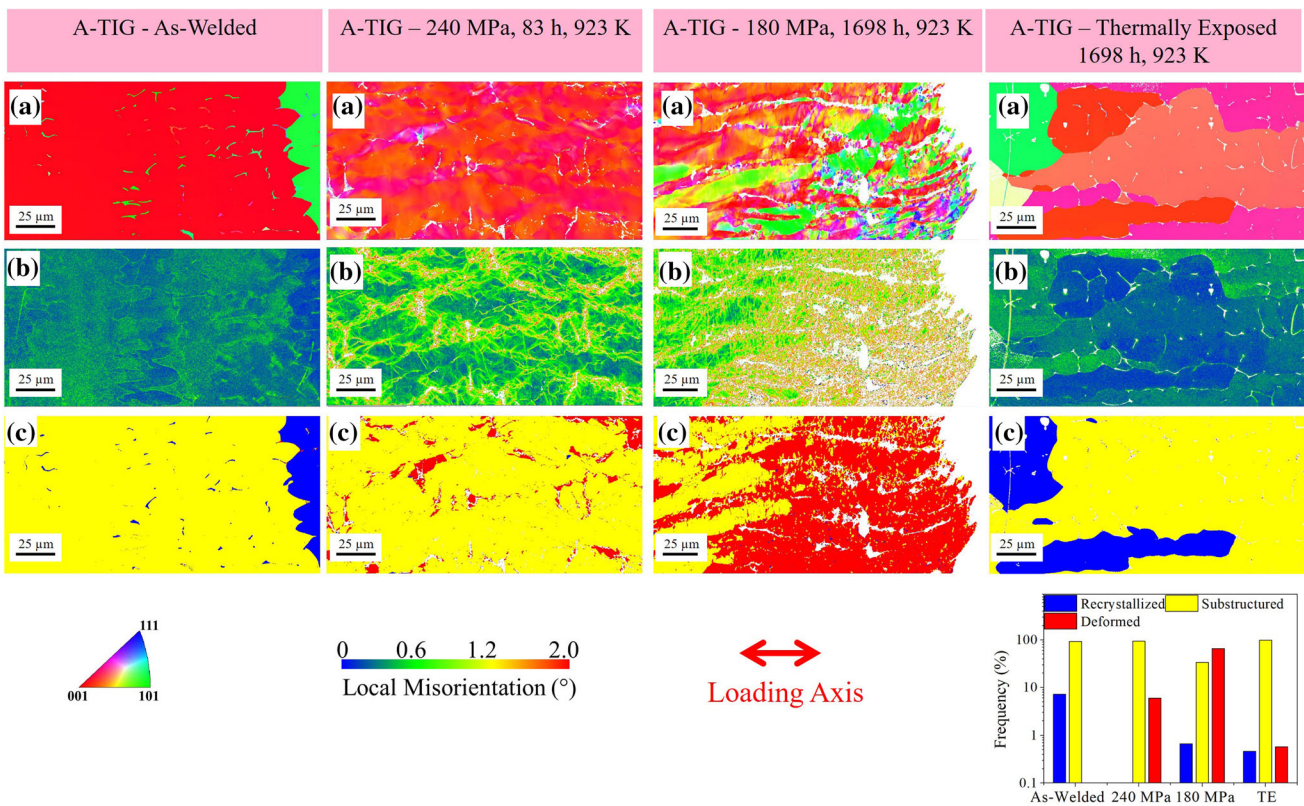 A-TIG - As-Welded
A-TIG – 240 MPa, 83 h, 923 K
A-TIG - 180 MPa, 1698 h, 923 K
A-TIG – Thermally Exposed
1698 h, 923 K
(a)
25 µm
(a)
25 µm
(a)
25 µm
(a)
25 µm
(b)
25 µm
(b)
25 µm
(b)
25 µm
(b)
25 µm
(c)
25 µm
(c)
25 µm
(c)
25 µm
(c)
25 µm
111
001
101
0 0.6 1.2 2.0
Local Misorientation (°)
Loading Axis
Recrystallized
Substructured
Deformed
Frequency (%)
100
10
1
0.1
As-Welded 240 MPa 180 MPa TE